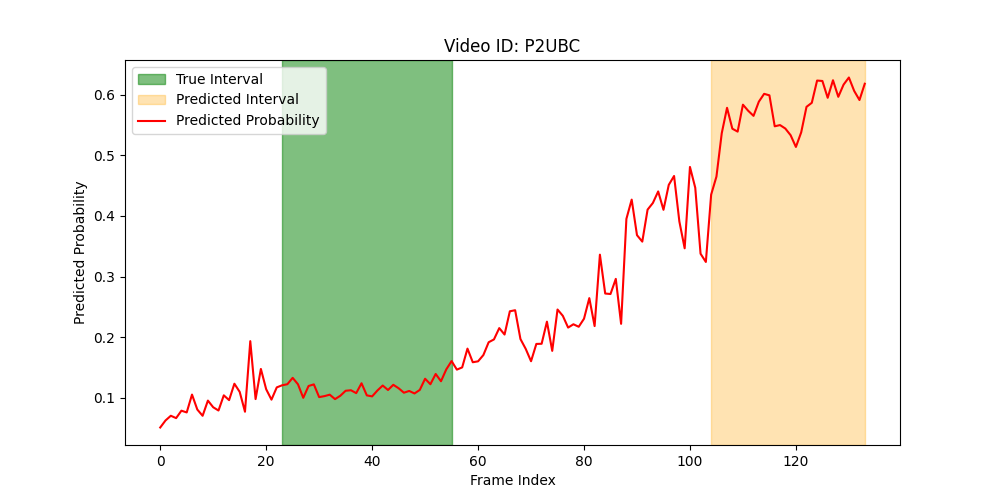 Video ID: P2UBC
True Interval
Predicted Interval
Predicted Probability
Predicted Probability
0.6
0.5
0.4
0.3
0.2
0.1
0 20 40 60 80 100 120
Frame Index